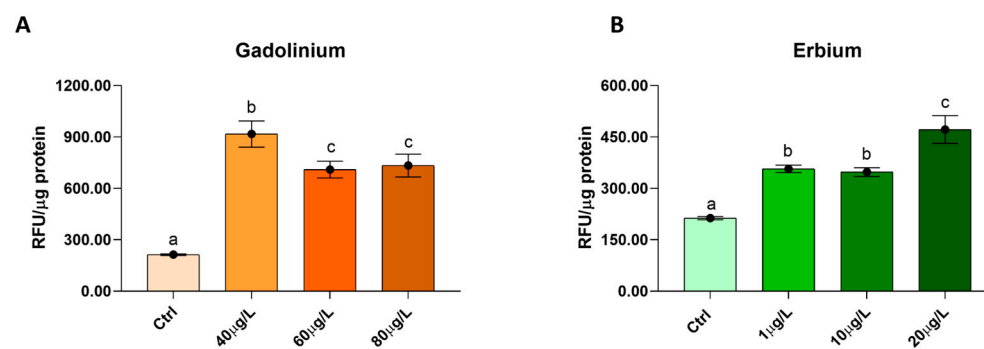 A
Gadolinium
RFU/μg protein
1200.00
900.00
600.00
300.00
0.00
a
b
c
c
Ctrl
40μg/L
60μg/L
80μg/L
B
Erbium
RFU/μg protein
600.00
450.00
300.00
150.00
0.00
a
b
b
c
Ctrl
1μg/L
10μg/L
20μg/L